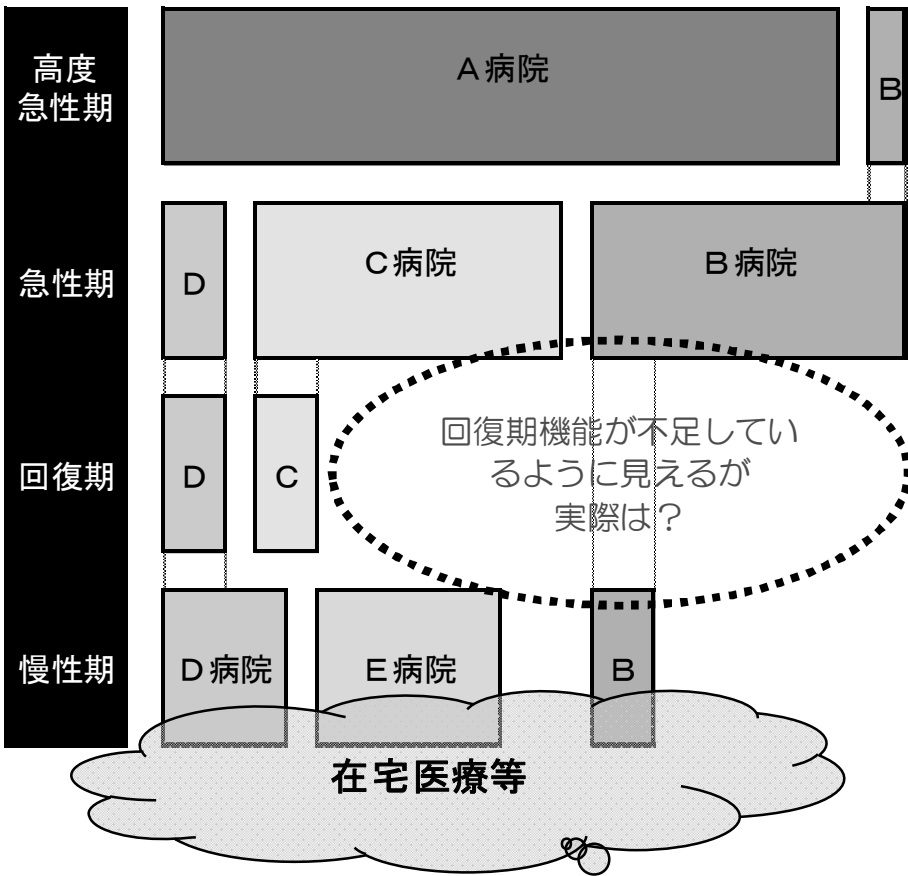 高度
急性期
A病院
B
急性期
D
C病院
B病院
回復期
D
C
回復期機能が不足してい
るように見えるが
実際は？
慢性期
D病院
E病院
B
在宅医療等